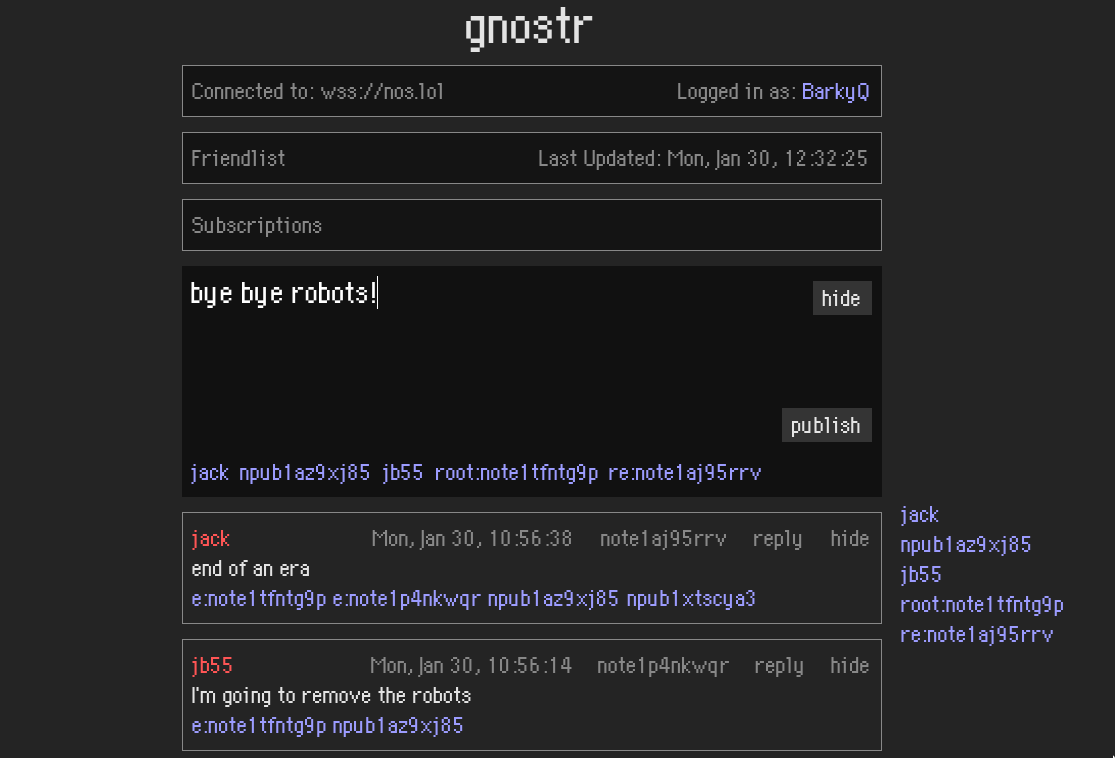 gnostr
Connected to: wss://nos.lol Logged in as: BarkyQ
Friendlist Last Updated: Mon, Jan 30, 12:32:25
Subscriptions
bye bye robots!
hide
publish
jack npub1az9xj85 jb55 root:note1tfntg9p re:note1aj95rrv
jack Mon, Jan 30, 10:56:38 note1aj95rrv reply hide
end of an era
e:note1tfntg9p e:note1p4nkwqr npub1az9xj85 npub1xtscya3
jb55 Mon, Jan 30, 10:56:14 note1p4nkwqr reply hide
I'm going to remove the robots
e:note1tfntg9p npub1az9xj85
jack
npub1az9xj85
jb55
root:note1tfntg9p
re:note1aj95rrv